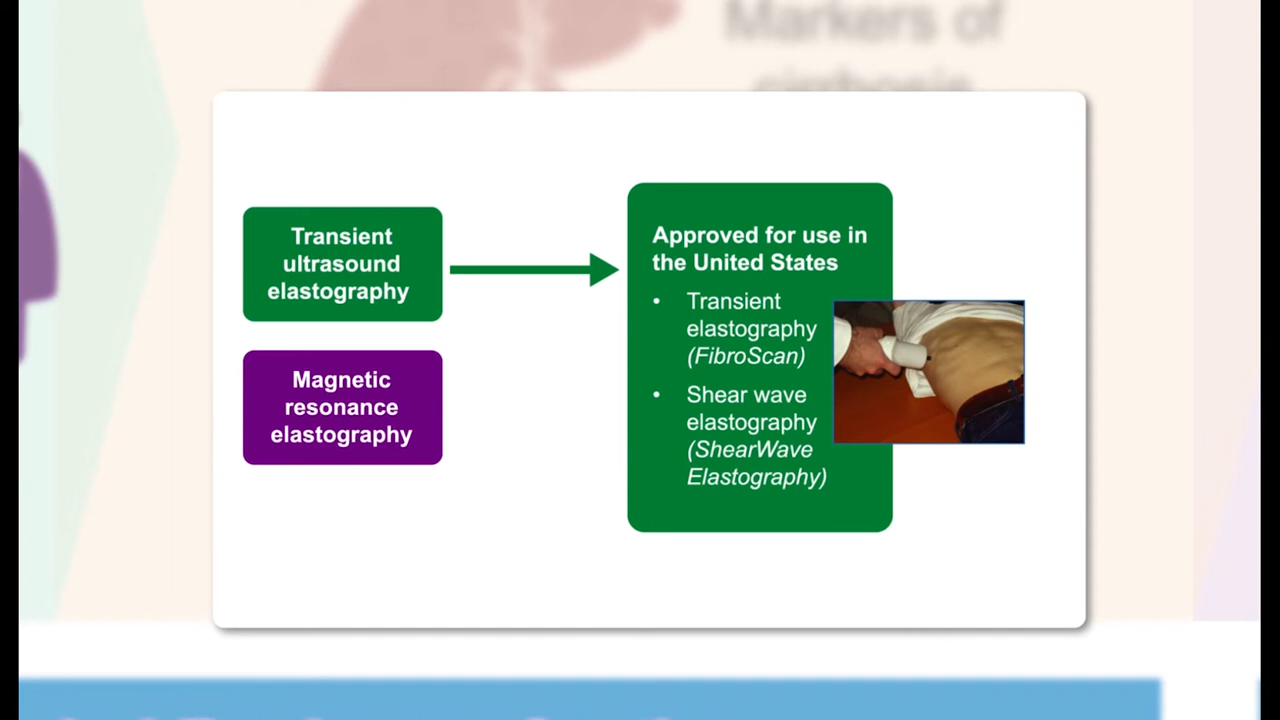 Markers of
cirrhosis
Transient
ultrasound
elastography
Magnetic
resonance
elastography
Approved for use in
the United States
• Transient
elastography
(FibroScan)
• Shear wave
elastography
(ShearWave
Elastography)